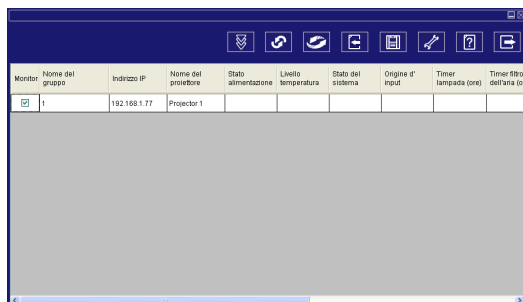 Monitor Nome del gruppo Indirizzo IP Nome del proiettore Stato alimentazione Livello temperatura Stato del sistema Origine d' input Timer lampada (ore) Timer filtro dell'aria (o
1 192.168.1.77 Projector 1